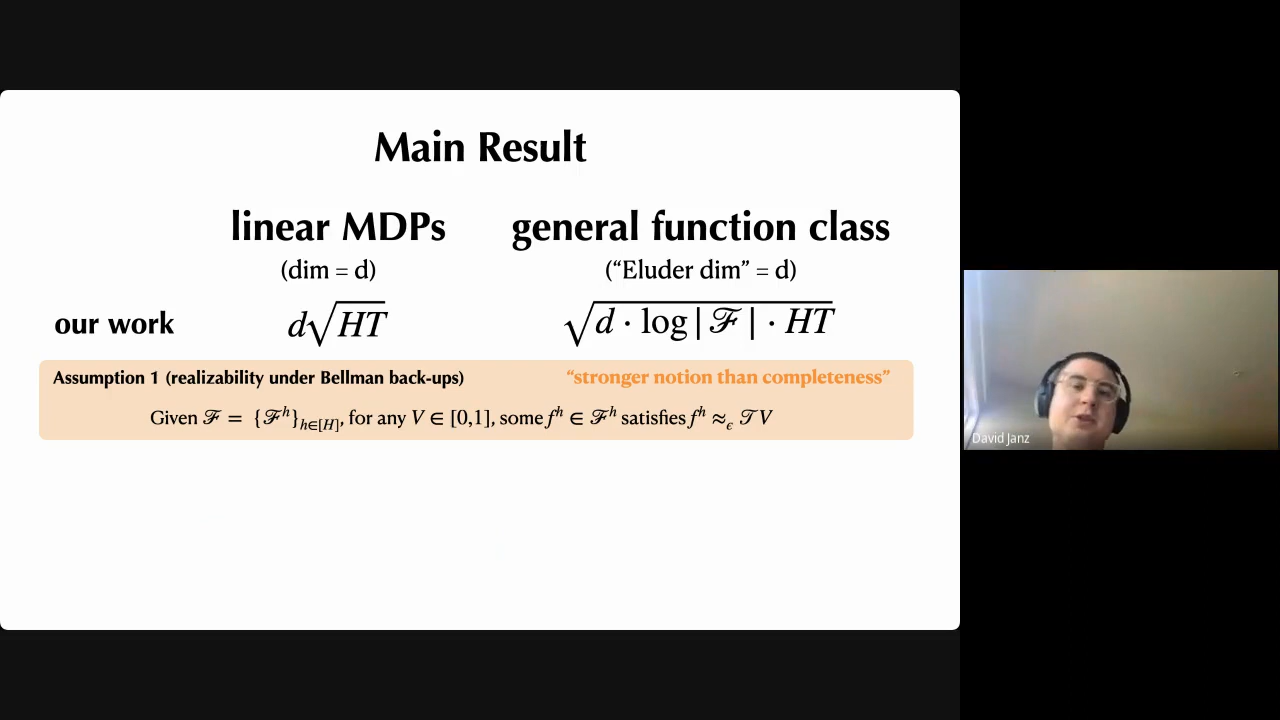 Main Result
linear MDPs general function class
(dim = d) (“Eluder dim” = d)
our work d√HT √d · log|ℱ| · HT
Assumption 1 (realizability under Bellman back-ups) “stronger notion than completeness”
Given ℱ = {ℱʰ}ₕ∈[H], for any V ∈ [0,1], some fʰ ∈ ℱʰ satisfies fʰ ≈ϵ 𝒯V
David Janz